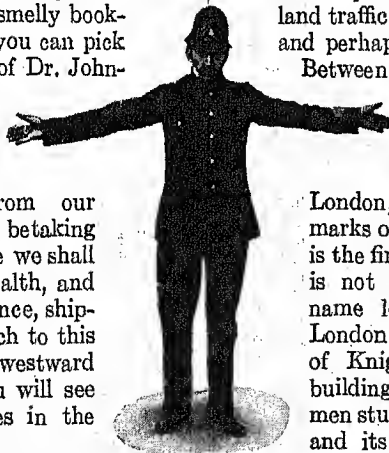 smelly book-
you can pick
of Dr. John-
rom our
betaking
e we shall
alth, and
ance, ship-
ch to this
westward
u will see
es in the
land traffic
and perhap
Between
London
marks o
is the fir
is not
name l
London
of Knig
building
men stu
and its